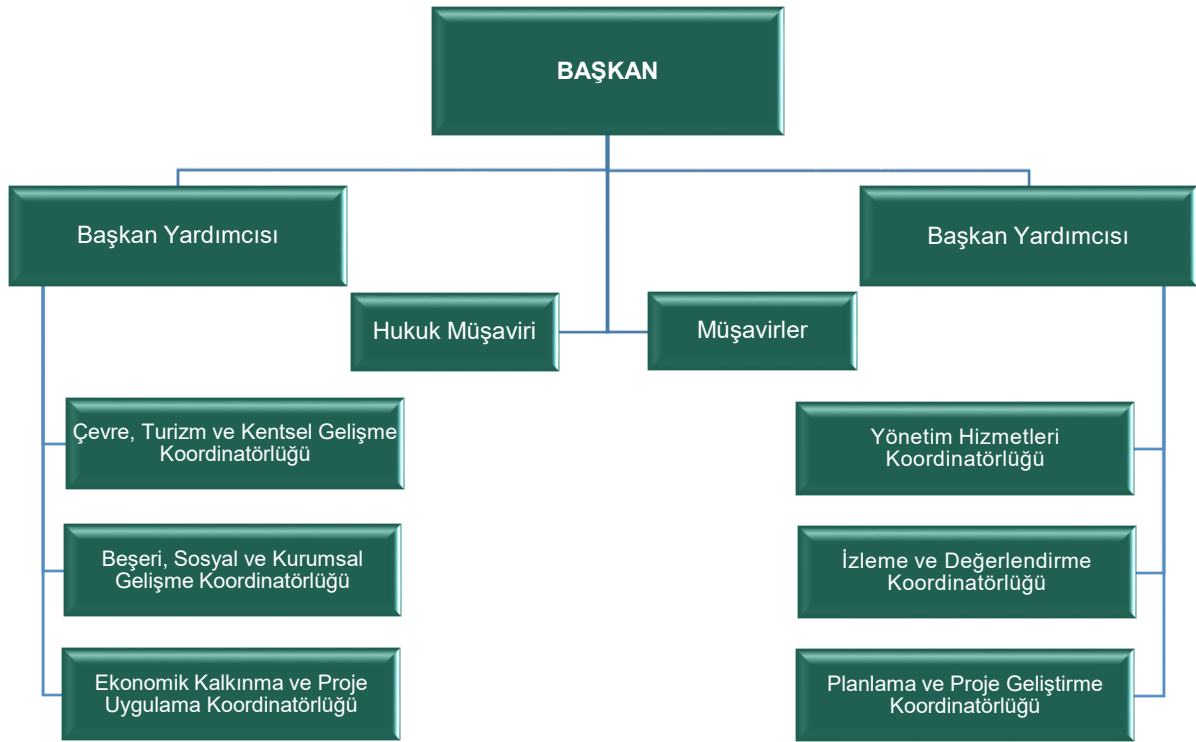 BAŞKAN
Başkan Yardımcısı
Başkan Yardımcısı
Hukuk Müşaviri
Müşavirler
Çevre, Turizm ve Kentsel Gelişme
Koordinatörlüğü
Beşeri, Sosyal ve Kurumsal
Gelişme Koordinatörlüğü
Ekonomik Kalkınma ve Proje
Uygulama Koordinatörlüğü
Yönetim Hizmetleri
Koordinatörlüğü
İzleme ve Değerlendirme
Koordinatörlüğü
Planlama ve Proje Geliştirme
Koordinatörlüğü